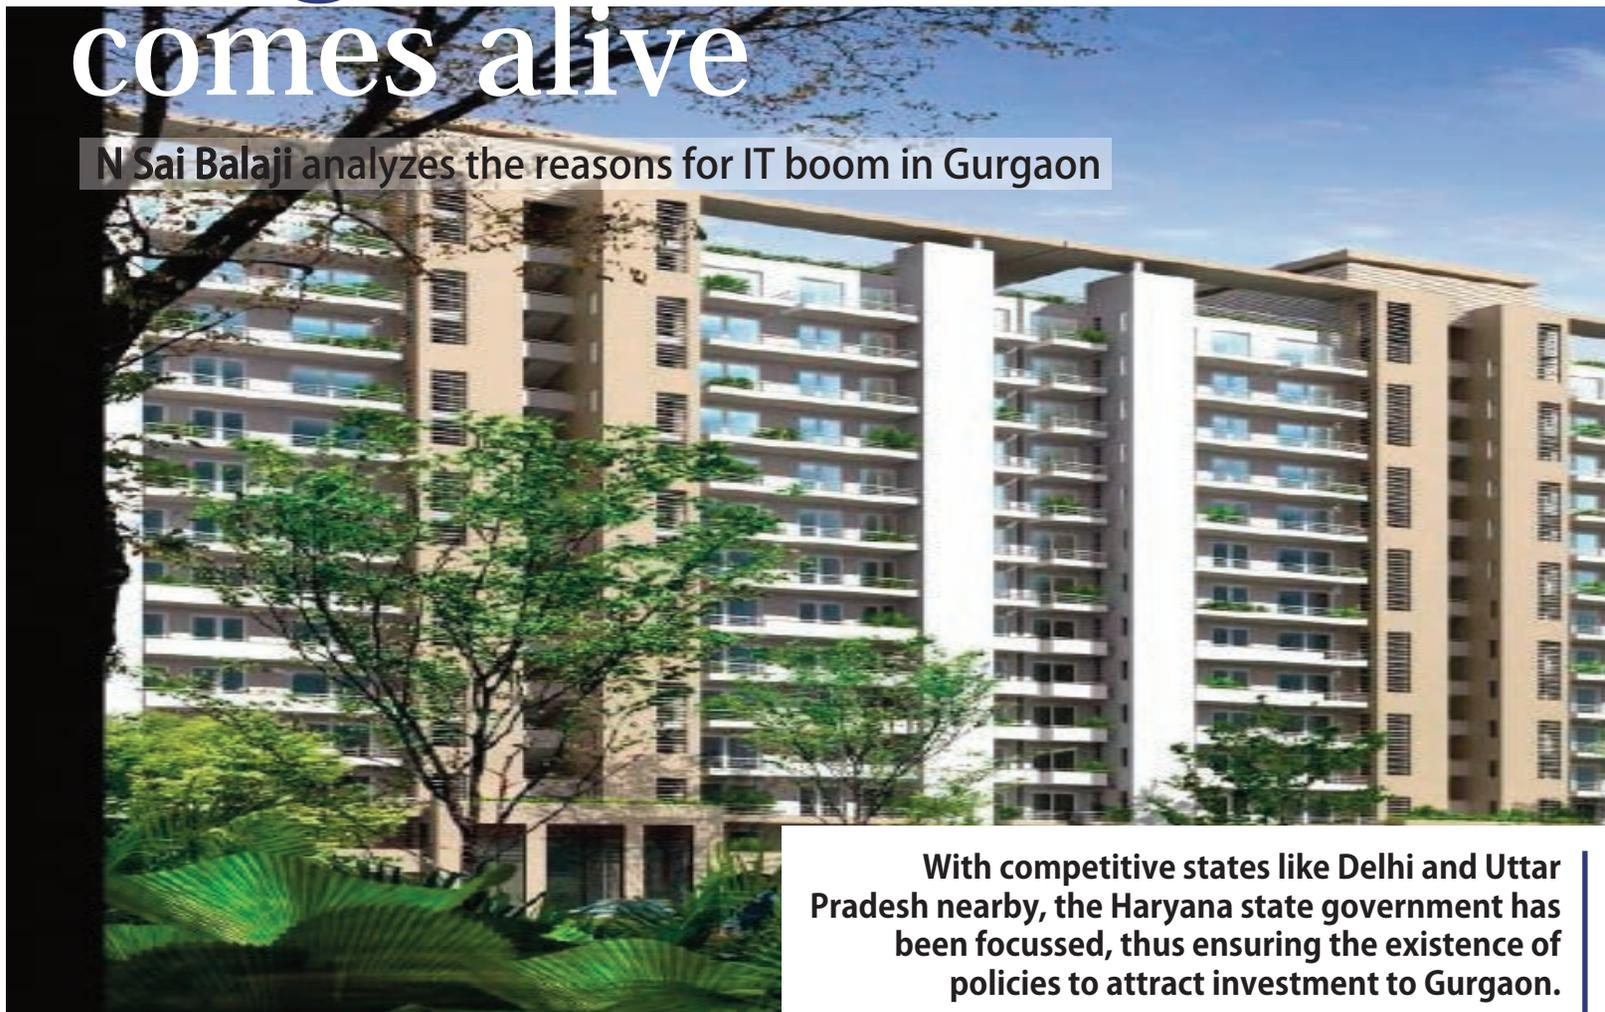 comes alive
N Sai Balaji analyzes the reasons for IT boom in Gurgaon
With competitive states like Delhi and Uttar
Pradesh nearby, the Haryana state government has
been focussed, thus ensuring the existence of
policies to attract investment to Gurgaon.